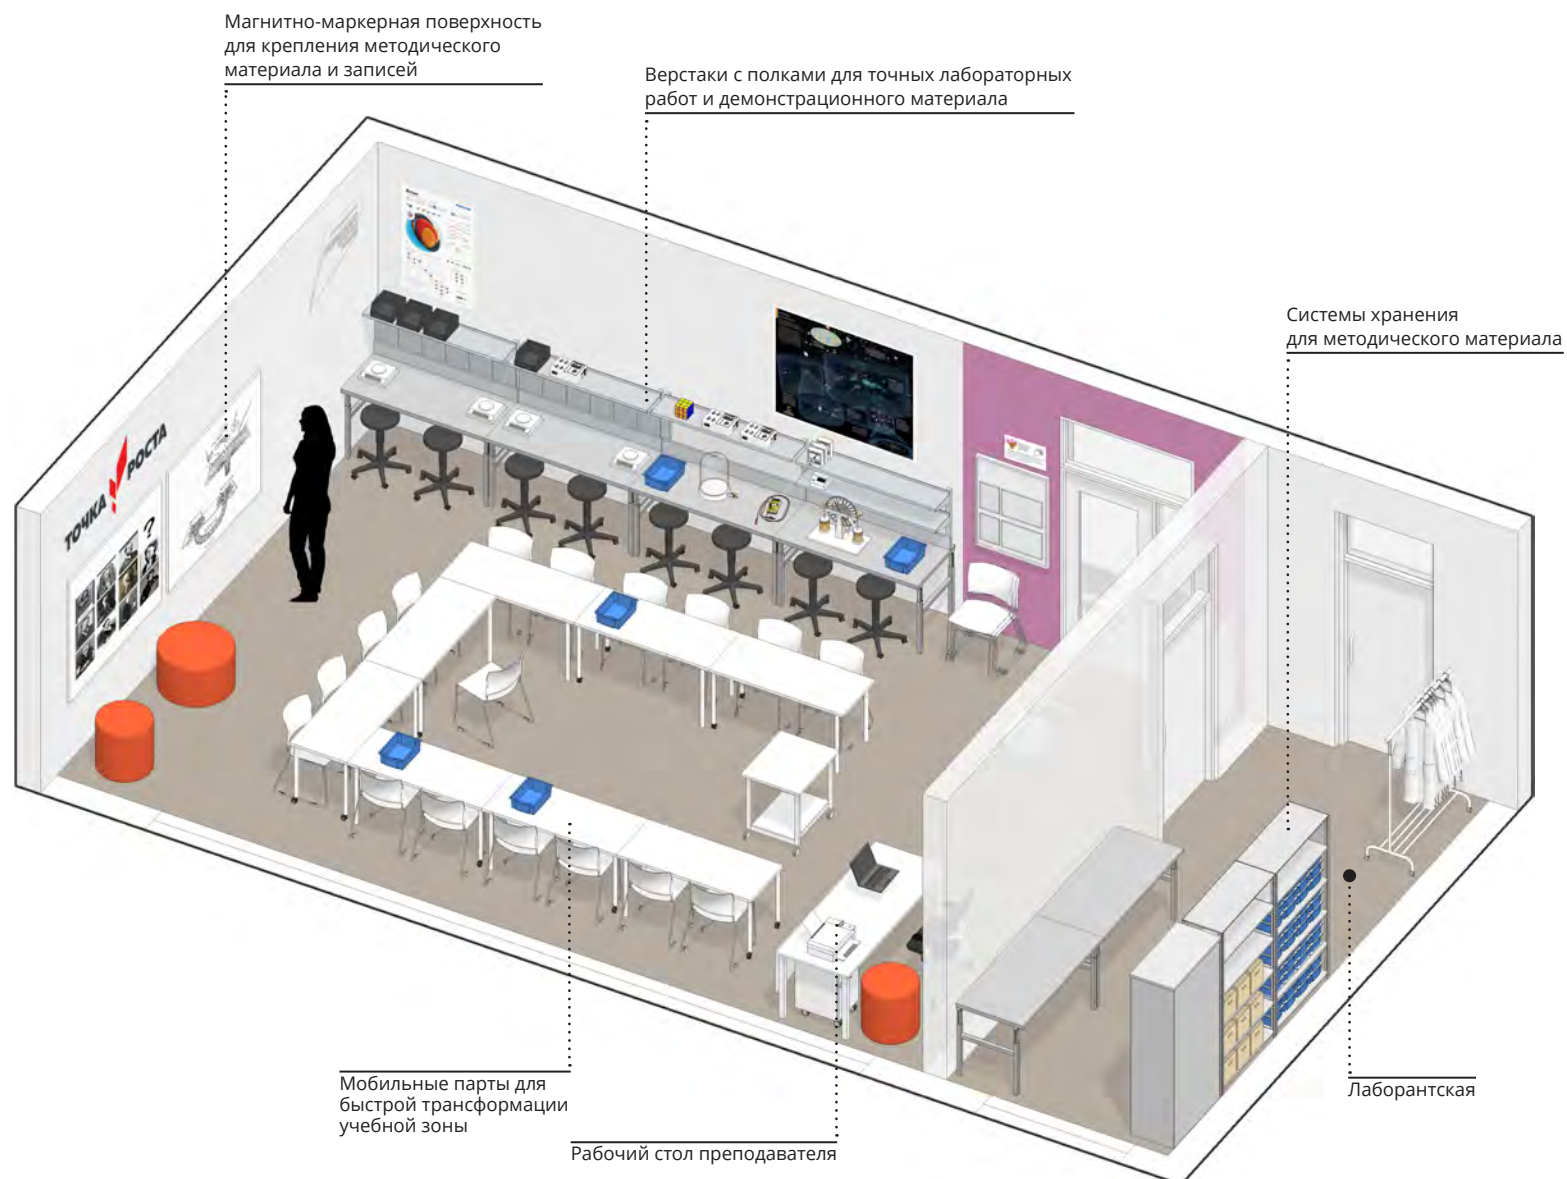 Магнитно-маркерная поверхность
для крепления методического
материала и записей
Верстаки с полками для точных лабораторных
работ и демонстрационного материала
Системы хранения
для методического материала
ТОЧКА РОСТА
?
Мобильные парты для
быстрой трансформации
учебной зоны
Рабочий стол преподавателя
Лаборантская